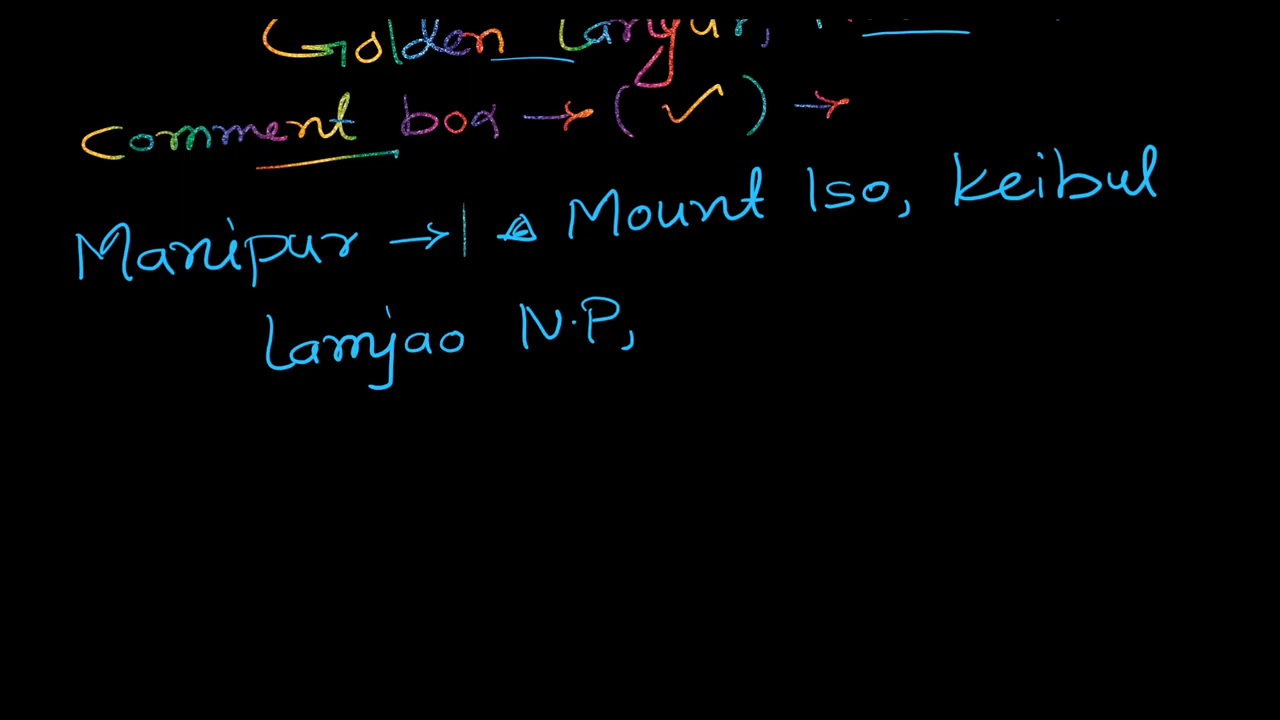 Golden Langur,
comment box → (✓) →
Manipur → | Mount Iso, Keibul
Lamjao N.P,